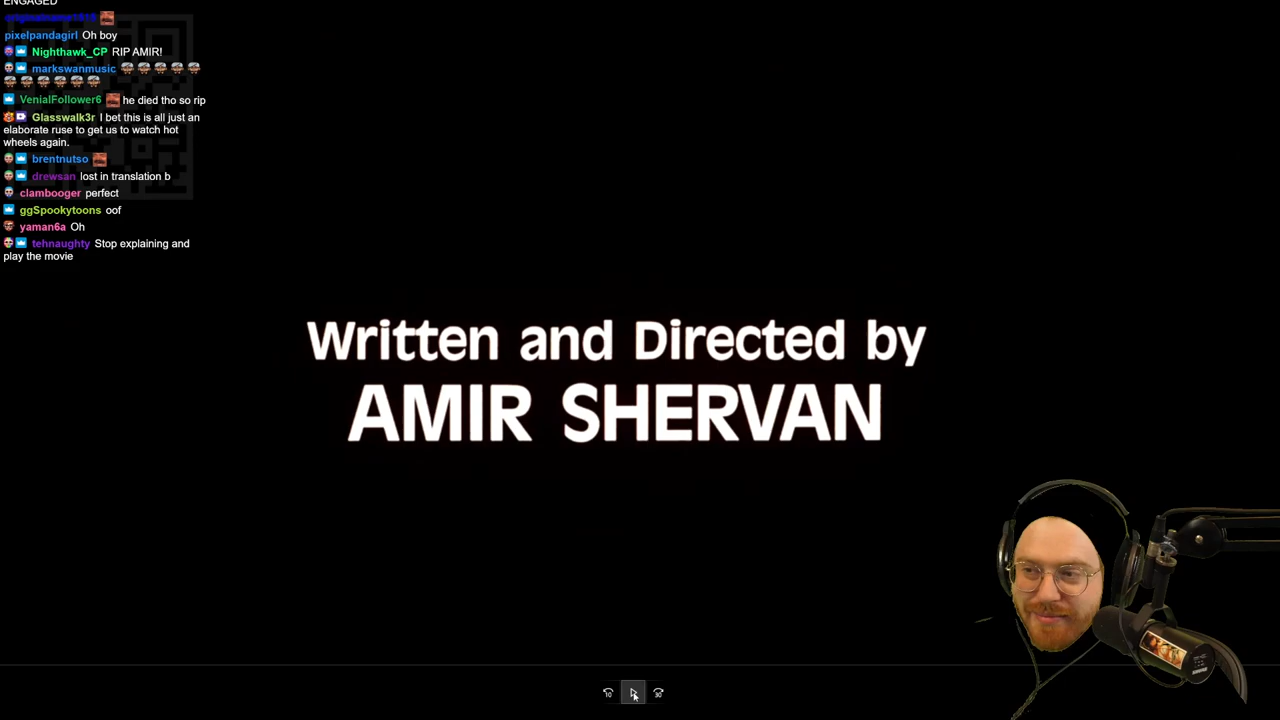 ENGAGED
pixelpandagirl Oh boy
Nighthawk_CP RIP AMIR!
markswanmusic
VenialFollower6 he died tho so rip
Glasswalk3r I bet this is all just an
elaborate ruse to get us to watch hot
wheels again.
brentnutso
drewsan lost in translation b
clambooger perfect
ggSpookytoons oof
yaman6a Oh
tehnaughty Stop explaining and
play the movie
Written and Directed by
AMIR SHERVAN
10
30